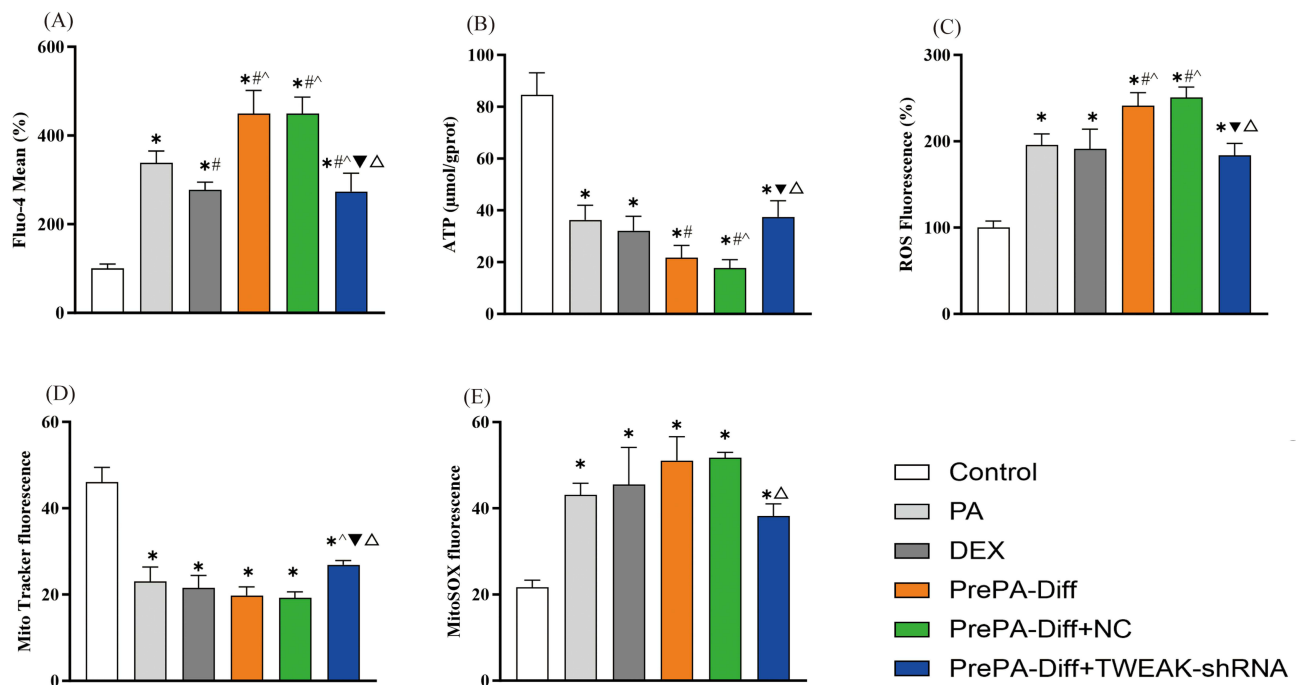 (A)
Fluo-4 Mean (%)
600
400
200
0
*
*#
*#^
*#^
*#^▼△
(B)
ATP (μmol/gprot)
100
80
60
40
20
0
*
*
*#
*#^
*▼△
(C)
ROS Fluorescence (%)
300
200
100
0
*
*
*#^
*#^
*▼△
(D)
Mito Tracker fluorescence
60
40
20
0
*
*
*
*
*^▼△
(E)
MitoSOX fluorescence
60
40
20
0
*
*
*
*
*△
Control
PA
DEX
PrePA-Diff
PrePA-Diff+NC
PrePA-Diff+TWEAK-shRNA